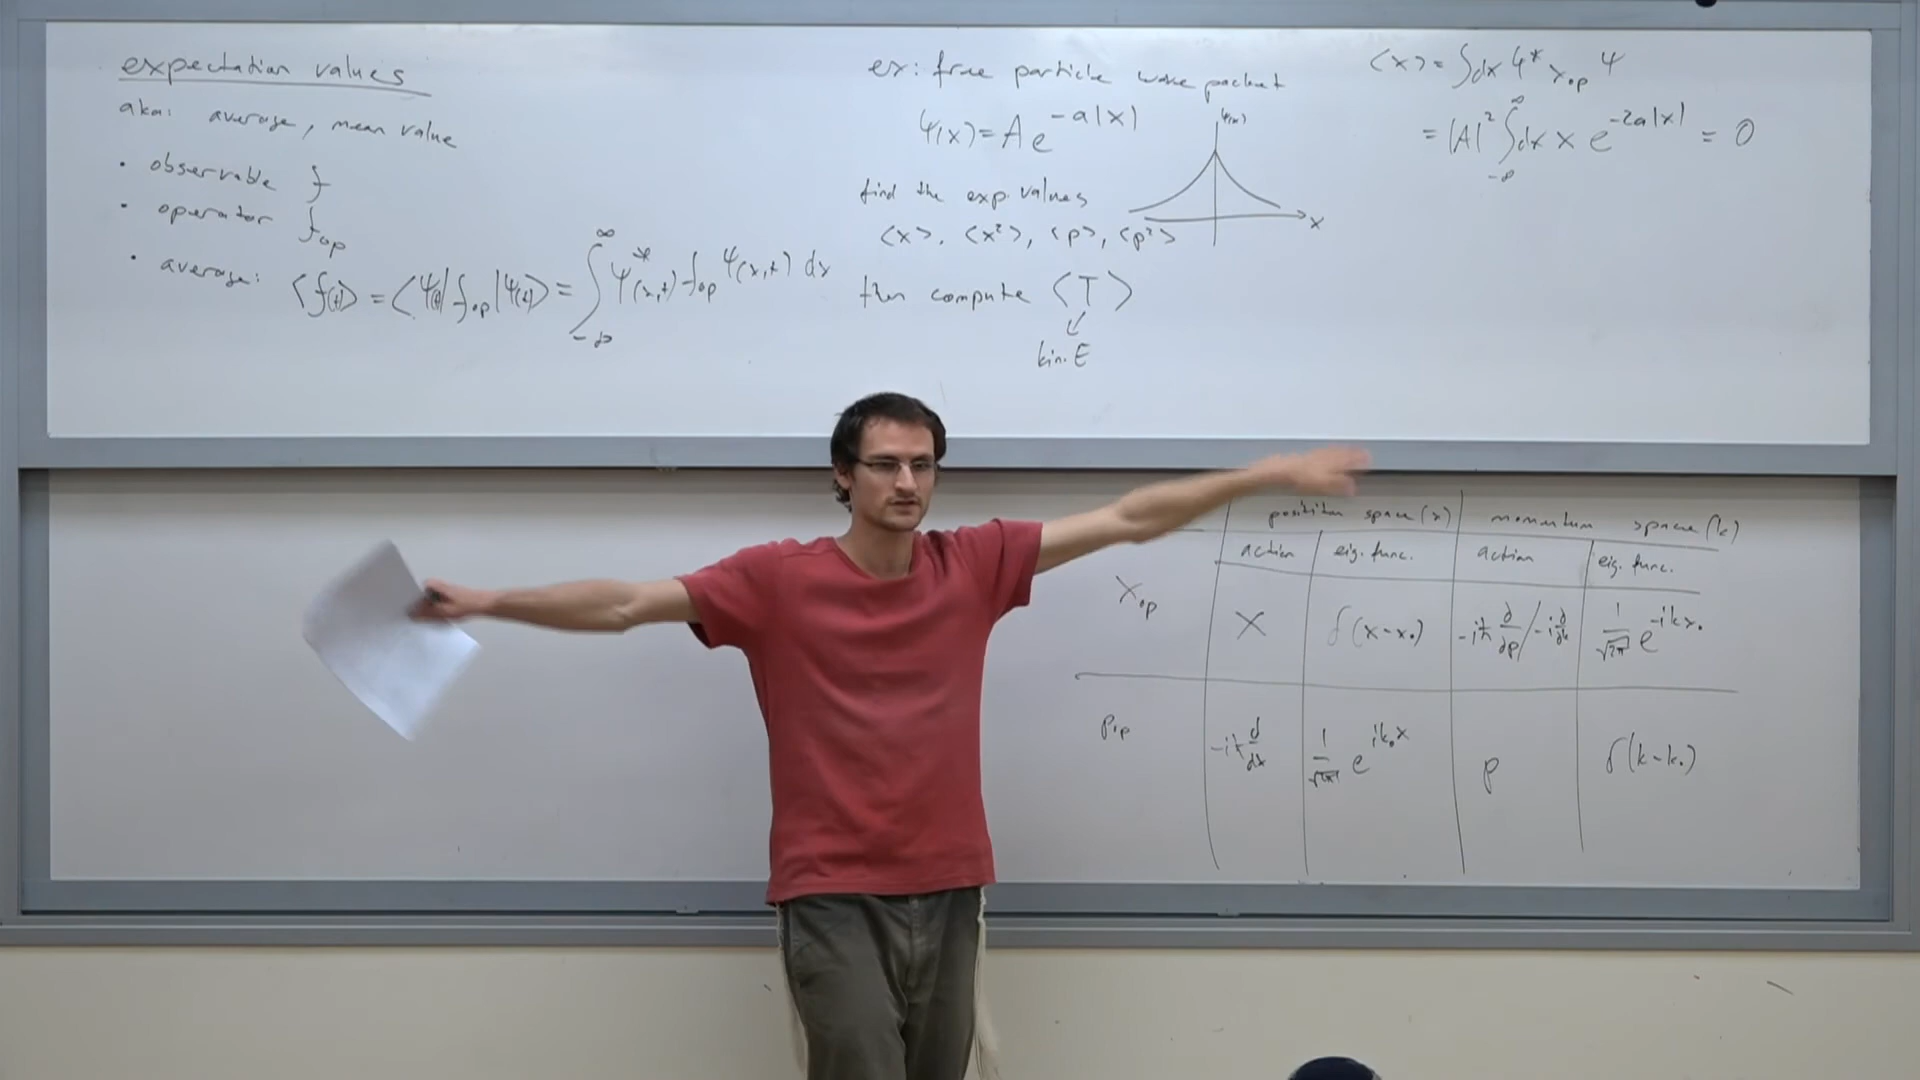 expectation values
aka: average, mean value
• observable f
• operator f_op
• average: ⟨f(t)⟩ = ⟨Ψ(t)|f_op|Ψ(t)⟩ = ∫_{-∞}^{∞} Ψ*(x,t) f_op Ψ(x,t) dx
ex: free particle wave packet
Ψ(x) = A e^{-a|x|}
Ψ(x)
x
find the exp. values
⟨x⟩, ⟨x²⟩, ⟨p⟩, ⟨p²⟩
then compute ⟨T⟩
kin. E
⟨x⟩ = ∫dx Ψ* x_op Ψ
= |A|² ∫_{-∞}^{∞} dx x e^{-2a|x|} = 0
position space (x) momentum space (k)
action eig. func. action eig. func.
x_op x δ(x-x₀) -iħ ∂/∂p / -i ∂/∂k 1/√2π e^{-ikx₀}
p_op -iħ d/dx 1/√2π e^{ik₀x} p δ(k-k₀)